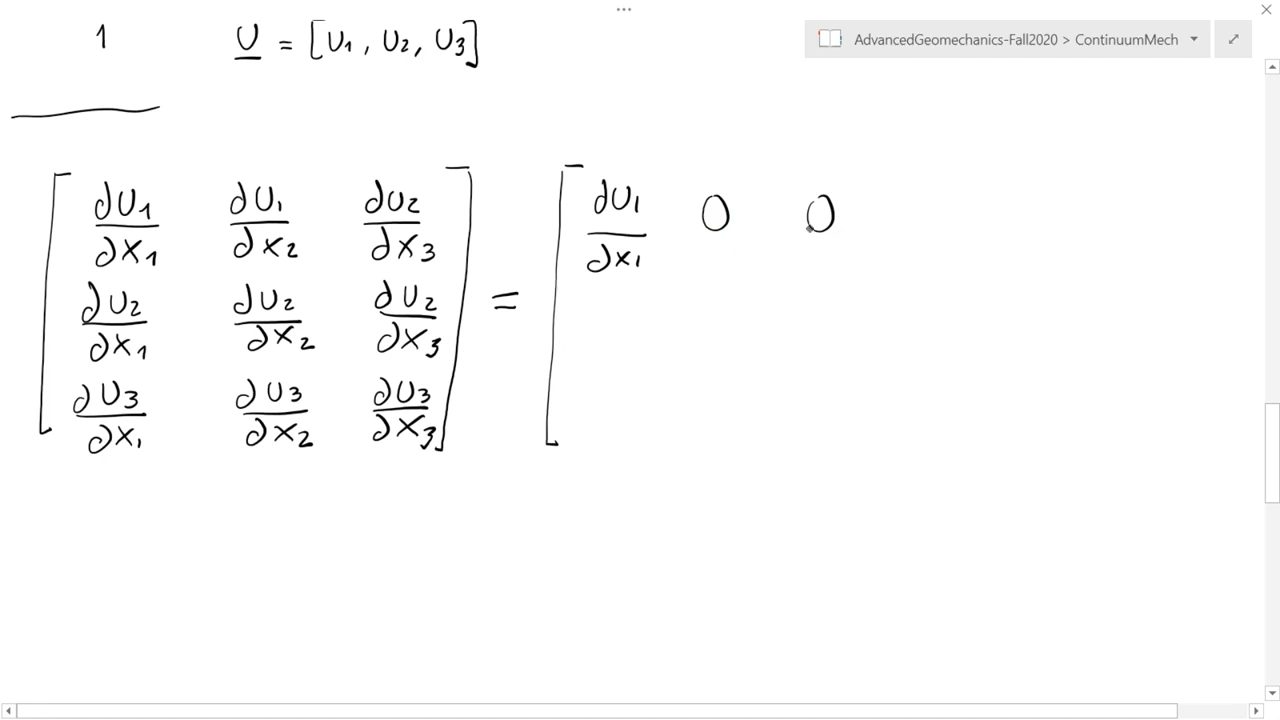 ...
AdvancedGeomechanics-Fall2020 > ContinuumMech
1 U = [U1, U2, U3]
∂U1/∂X1 ∂U1/∂X2 ∂U2/∂X3 = ∂U1/∂X1 0 0
∂U2/∂X1 ∂U2/∂X2 ∂U2/∂X3
∂U3/∂X1 ∂U3/∂X2 ∂U3/∂X3